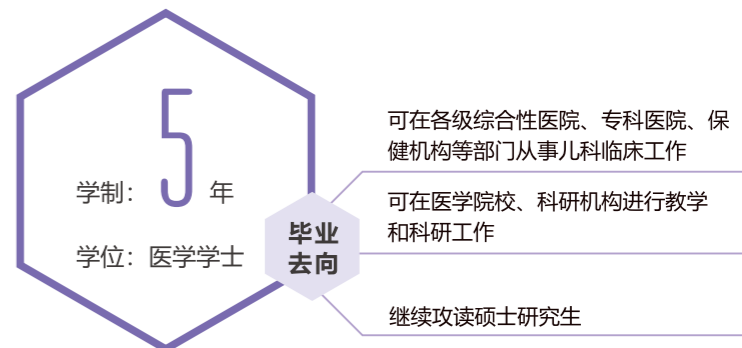 学制：5年
学位：医学学士
毕业
去向
可在各级综合性医院、专科医院、保
健机构等部门从事儿科临床工作
可在医学院校、科研机构进行教学
和科研工作
继续攻读硕士研究生